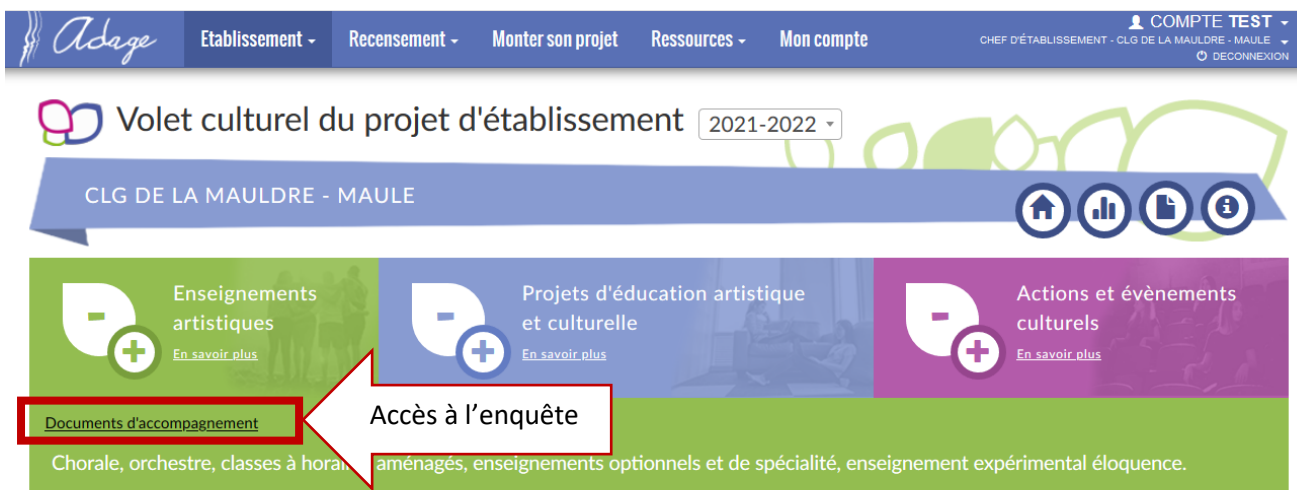 Adage
Etablissement
Recensement
Monter son projet
Ressources
Mon compte
COMPTE TEST
CHEF D'ÉTABLISSEMENT - CLG DE LA MAULDRE - MAULE
DECONNEXION
Volet culturel du projet d'établissement 2021-2022
CLG DE LA MAULDRE - MAULE
Enseignements
artistiques
En savoir plus
Projets d'éducation artistique
et culturelle
En savoir plus
Actions et évènements
culturels
En savoir plus
Documents d'accompagnement
Accès à l'enquête
Chorale, orchestre, classes à hora aménagés, enseignements optionnels et de spécialité, enseignement expérimental éloquence.